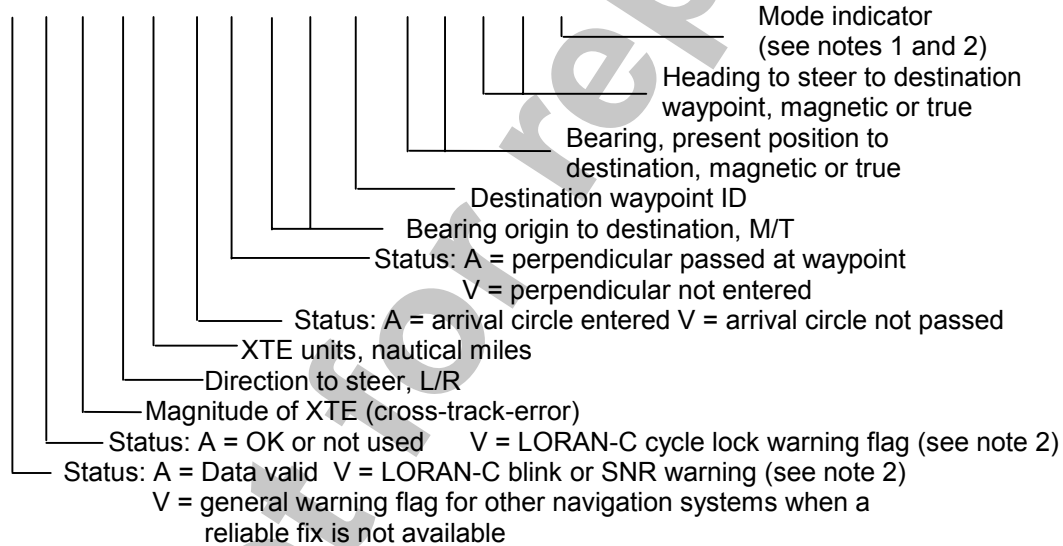 Mode indicator
(see notes 1 and 2)
Heading to steer to destination
waypoint, magnetic or true
Bearing, present position to
destination, magnetic or true
Destination waypoint ID
Bearing origin to destination, M/T
Status: A = perpendicular passed at waypoint
V = perpendicular not entered
Status: A = arrival circle entered V = arrival circle not passed
XTE units, nautical miles
Direction to steer, L/R
Magnitude of XTE (cross-track-error)
Status: A = OK or not used V = LORAN-C cycle lock warning flag (see note 2)
Status: A = Data valid V = LORAN-C blink or SNR warning (see note 2)
V = general warning flag for other navigation systems when a
reliable fix is not available
t for rep